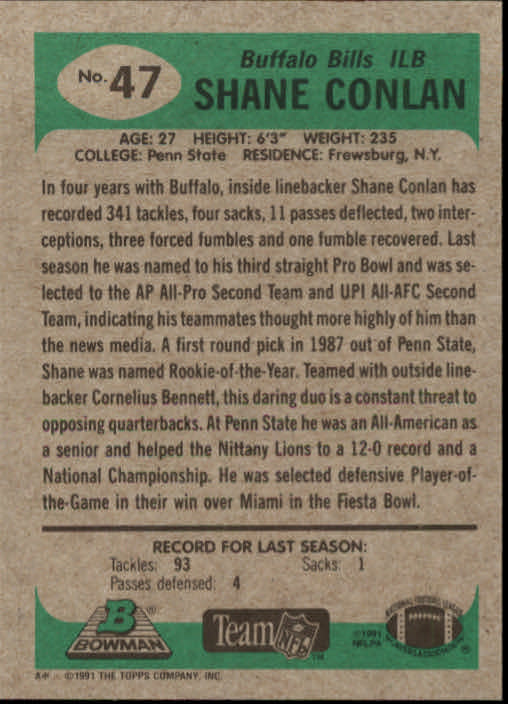 Buffalo Bills ILB
No. 47
SHANE CONLAN
AGE: 27 HEIGHT: 6'3" WEIGHT: 235
COLLEGE: Penn State RESIDENCE: Frewsburg, N.Y.
In four years with Buffalo, inside linebacker Shane Conlan has
recorded 341 tackles, four sacks, 11 passes deflected, two inter-
ceptions, three forced fumbles and one fumble recovered. Last
season he was named to his third straight Pro Bowl and was se-
lected to the AP All-Pro Second Team and UPI All-AFC Second
Team, indicating his teammates thought more highly of him than
the news media. A first round pick in 1987 out of Penn State,
Shane was named Rookie-of-the-Year. Teamed with outside line-
backer Cornelius Bennett, this daring duo is a constant threat to
opposing quarterbacks. At Penn State he was an All-American as
a senior and helped the Nittany Lions to a 12-0 record and a
National Championship. He was selected defensive Player-of-
the-Game in their win over Miami in the Fiesta Bowl.
RECORD FOR LAST SEASON:
Tackles: 93 Sacks: 1
Passes defensed: 4
B®
BOWMAN
Team NFL™
©1991
NFLPA
NATIONAL FOOTBALL LEAGUE
PLAYERS ASSOCIATION ®
A* ©1991 THE TOPPS COMPANY, INC.